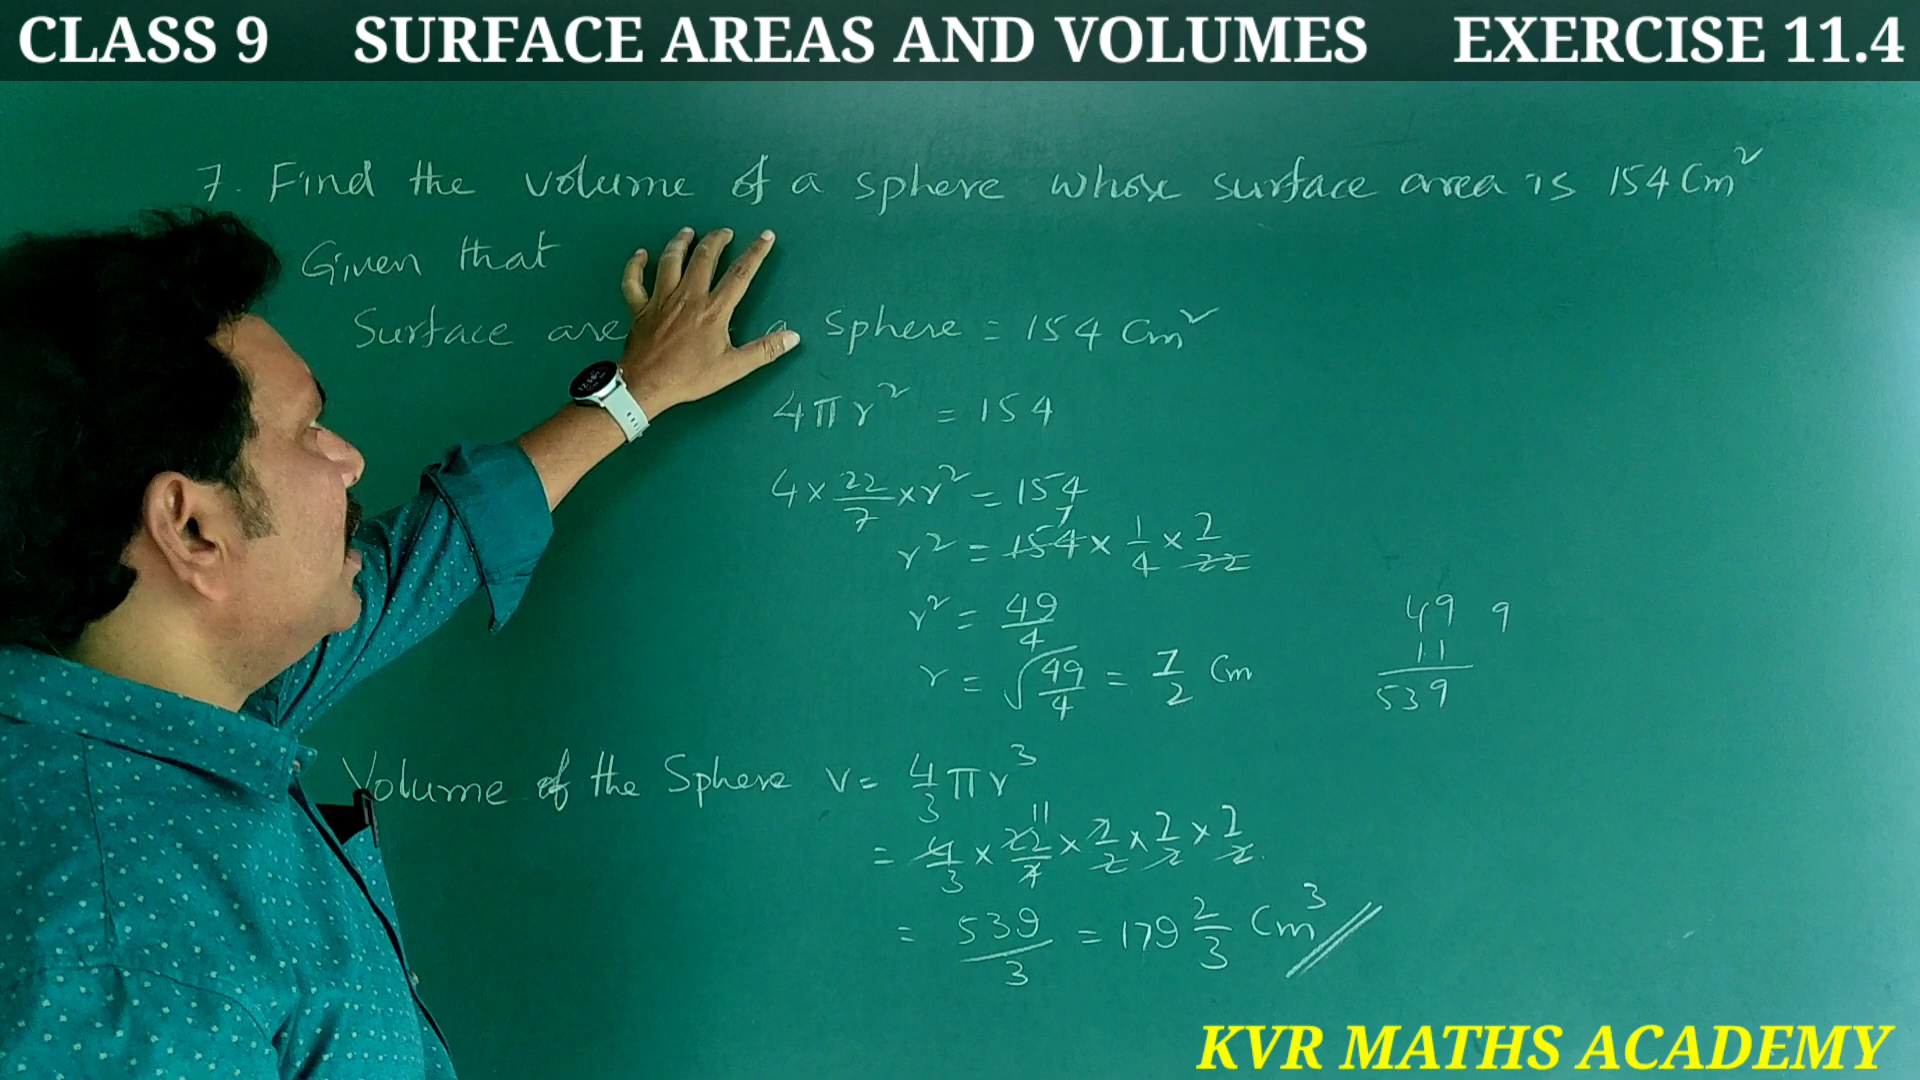 CLASS 9 SURFACE AREAS AND VOLUMES EXERCISE 11.4
7. Find the volume of a sphere whose surface area is 154 Cm²
Given that
Surface are a sphere = 154 Cm²
4πr² = 154
4 × 22/7 × r² = 154
7
r² = 154 × 1/4 × 7/22
r² = 49/4
r = √49/4 = 7/2 Cm
49 9
11
539
Volume of the Sphere V = 4/3 πr³
11
= 4/3 × 22/7 × 7/2 × 7/2 × 7/2
= 539/3 = 179 2/3 Cm³
KVR MATHS ACADEMY